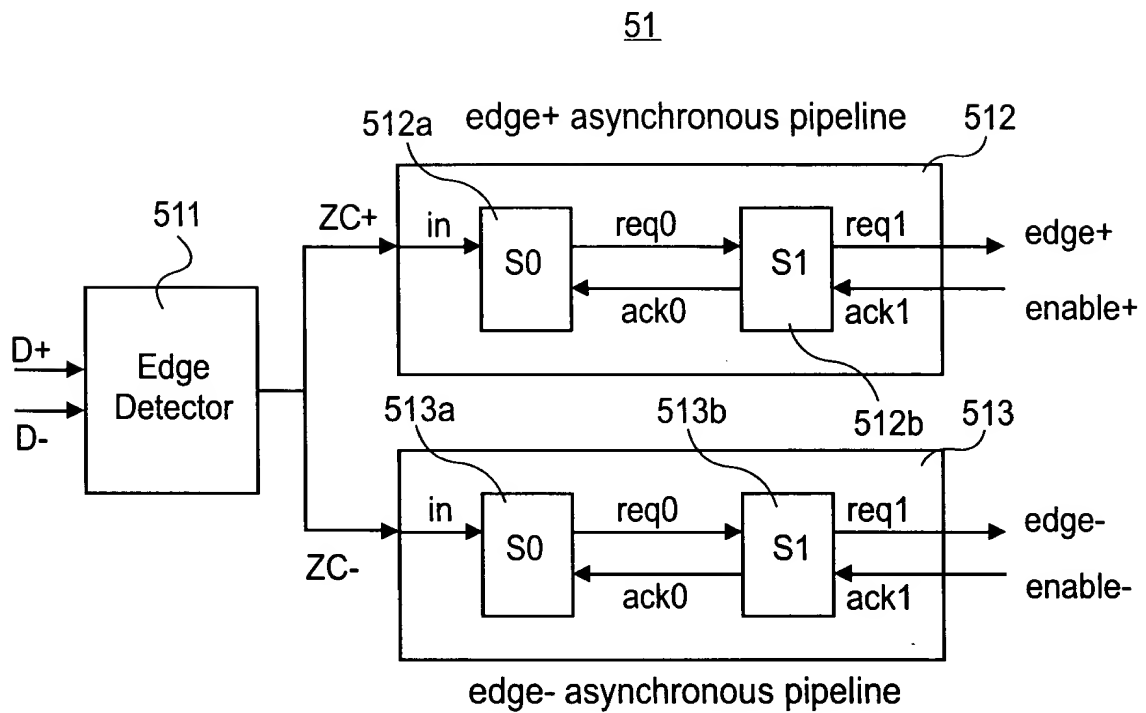 51
edge+ asynchronous pipeline
512a
512
511
ZC+
in
req0
req1
edge+
S0
S1
ack0
ack1
enable+
D+
Edge
Detector
D-
513a
513b
512b
513
in
req0
req1
edge-
ZC-
S0
S1
ack0
ack1
enable-
edge- asynchronous pipeline